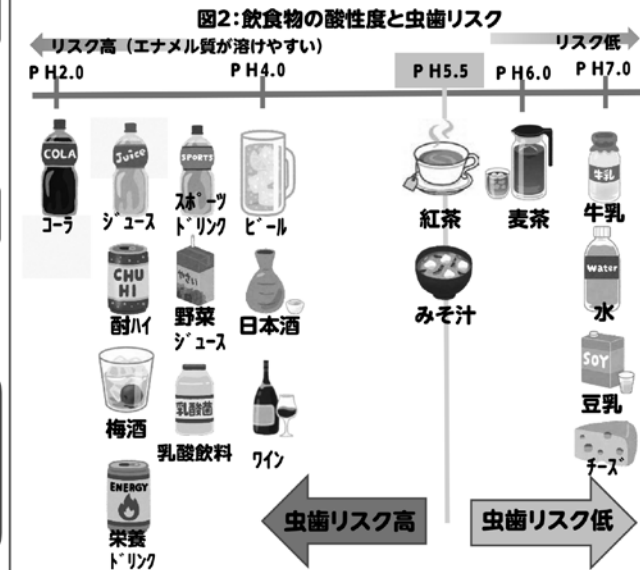 図2：飲食物の酸性度と虫歯リスク
リスク高（エナメル質が溶けやすい）
リスク低
PH2.0
PH4.0
PH5.5
PH6.0
PH7.0
COLA
Juice
SPORTS
牛乳
コーラ
ジュース
スポーツ
ドリンク
ビール
紅茶
麦茶
牛乳
CHU
HI
やさい
Water
酎ハイ
野菜
ジュース
日本酒
みそ汁
水
乳酸菌
SOY
梅酒
乳酸飲料
ワイン
豆乳
チーズ
ENERGY
栄養
ドリンク
虫歯リスク高
虫歯リスク低